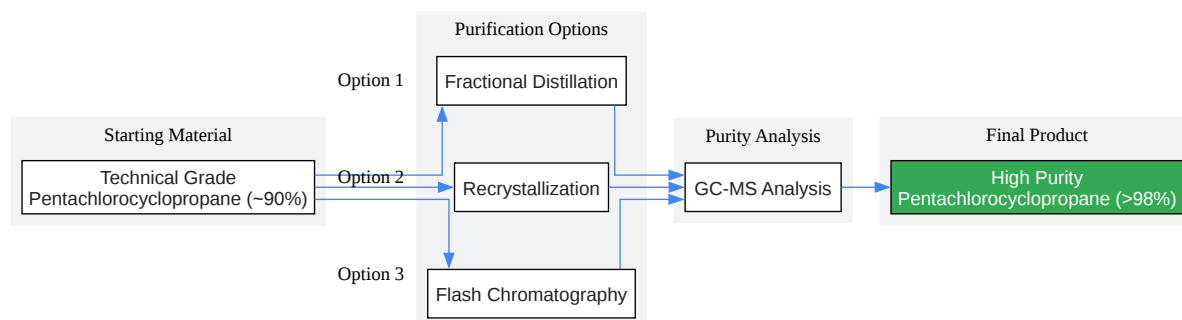 Purification Options
Option 1
Fractional Distillation
Starting Material
Purity Analysis
Final Product
Technical Grade
Pentachlorocyclopropane (~90%)
Option 2
Recrystallization
GC-MS Analysis
High Purity
Pentachlorocyclopropane (>98%)
Option 3
Flash Chromatography